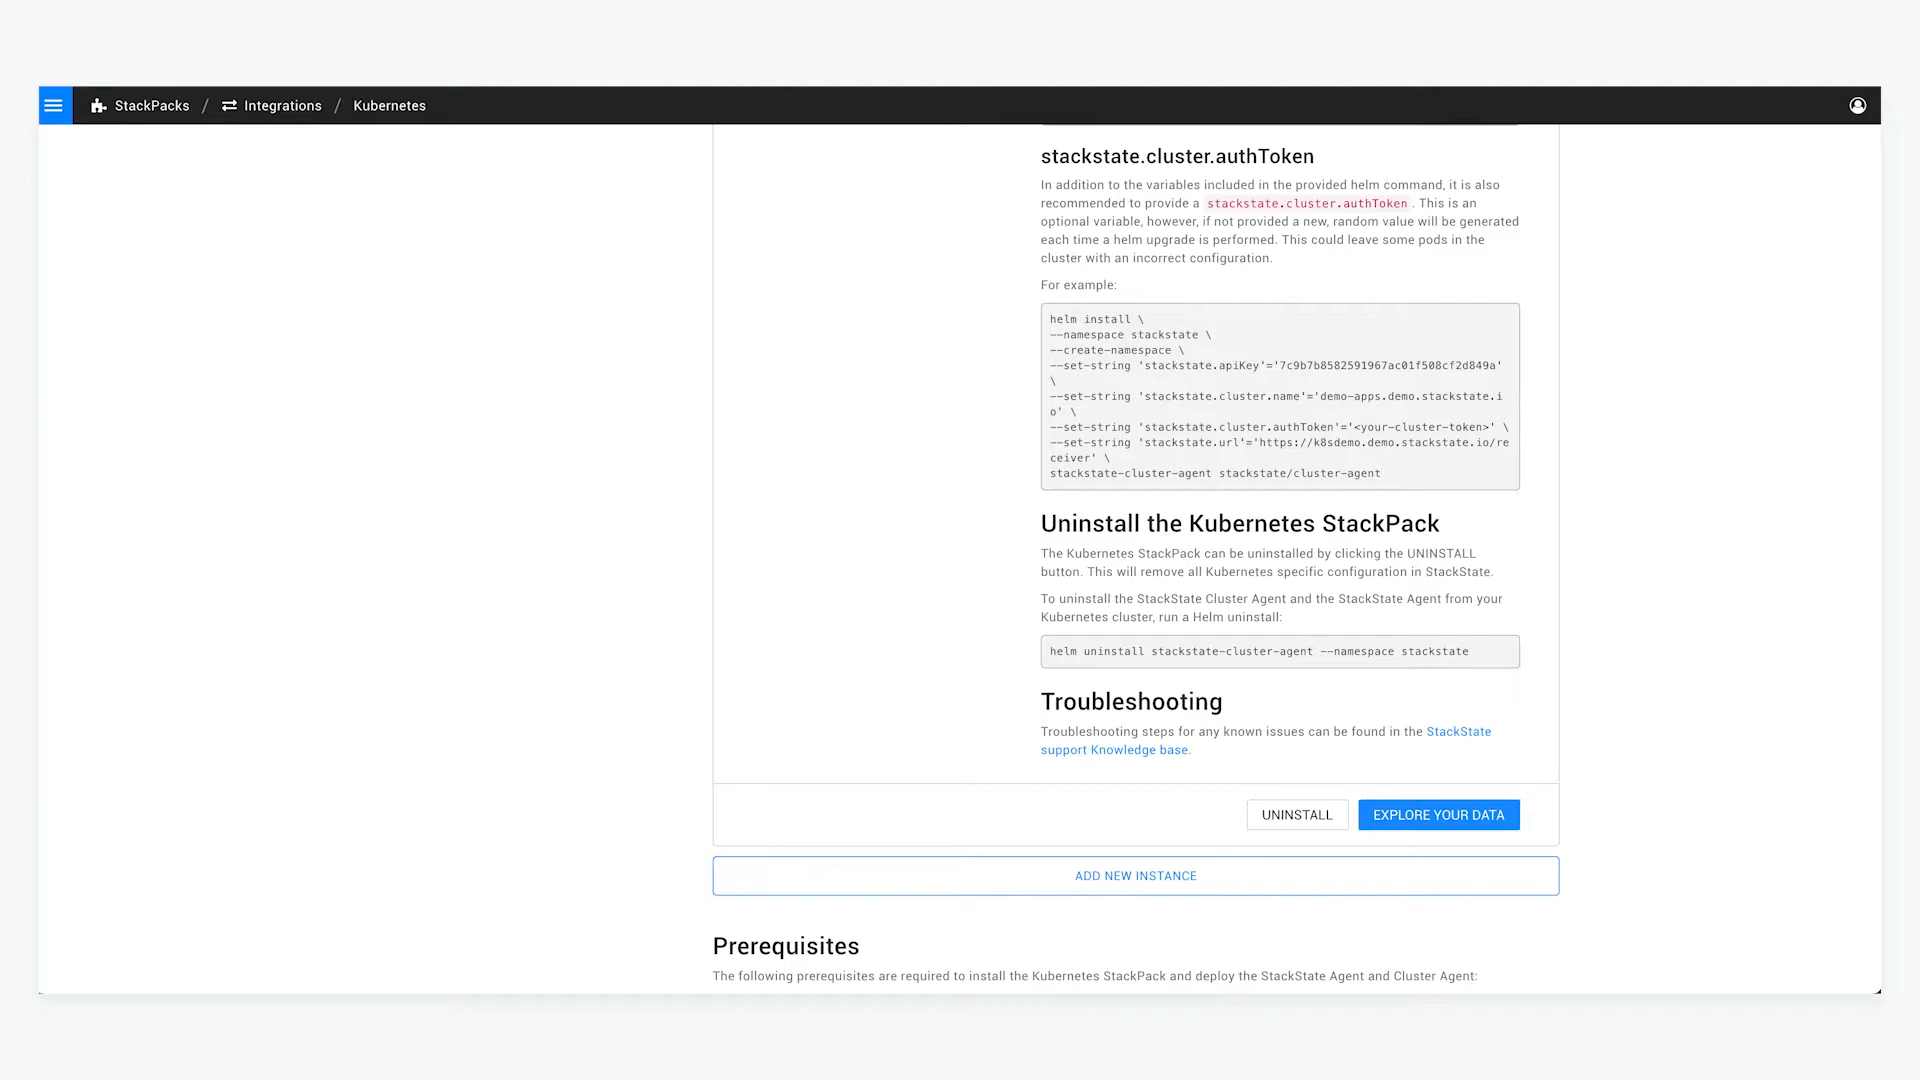 StackPacks / Integrations / Kubernetes
stackstate.cluster.authToken
In addition to the variables included in the provided helm command, it is also
recommended to provide a stackstate.cluster.authToken . This is an
optional variable, however, if not provided a new, random value will be generated
each time a helm upgrade is performed. This could leave some pods in the
cluster with an incorrect configuration.
For example:
helm install \
--namespace stackstate \
--create-namespace \
--set-string 'stackstate.apiKey'='7c9b7b8582591967ac01f508cf2d849a'
\
--set-string 'stackstate.cluster.name'='demo-apps.demo.stackstate.i
o' \
--set-string 'stackstate.cluster.authToken'='<your-cluster-token>' \
--set-string 'stackstate.url'='https://k8sdemo.demo.stackstate.io/re
ceiver' \
stackstate-cluster-agent stackstate/cluster-agent
Uninstall the Kubernetes StackPack
The Kubernetes StackPack can be uninstalled by clicking the UNINSTALL
button. This will remove all Kubernetes specific configuration in StackState.
To uninstall the StackState Cluster Agent and the StackState Agent from your
Kubernetes cluster, run a Helm uninstall:
helm uninstall stackstate-cluster-agent --namespace stackstate
Troubleshooting
Troubleshooting steps for any known issues can be found in the StackState
support Knowledge base.
UNINSTALL
EXPLORE YOUR DATA
ADD NEW INSTANCE
Prerequisites
The following prerequisites are required to install the Kubernetes StackPack and deploy the StackState Agent and Cluster Agent: